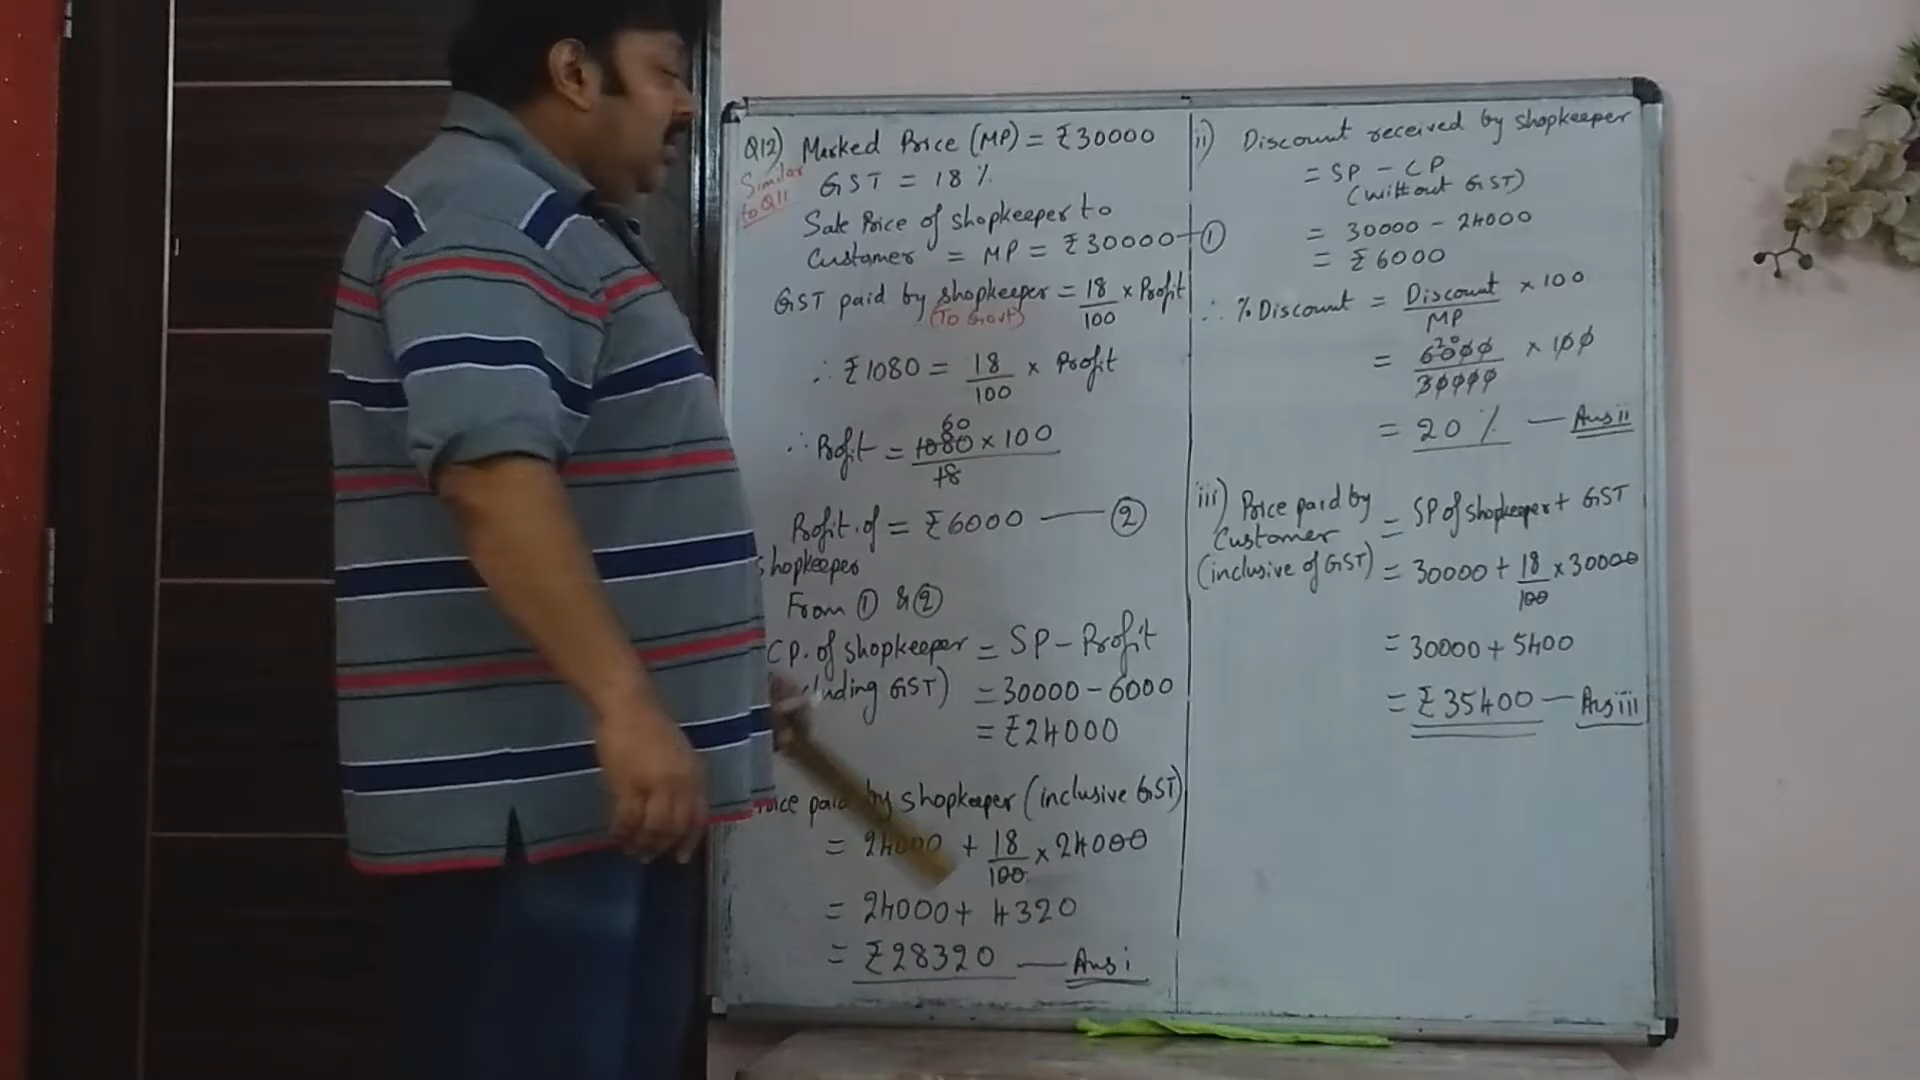 Q12) Marked Price (MP) = ₹30000
Similar to Q11
GST = 18 %
Sale Price of shopkeeper to
Customer = MP = ₹30000 — ①
GST paid by shopkeeper = 18/100 × Profit
(To Govt)
∴ ₹1080 = 18/100 × Profit
60
∴ Profit = 1080 × 100 / 18
Profit of = ₹6000 — ②
shopkeeper
From ① & ②
CP. of shopkeeper = SP - Profit
GST) = 30000 - 6000
= ₹24000
paid by shopkeeper (inclusive GST)
= 24000 + 18/100 × 24000
= 24000 + 4320
= ₹28320 — Ans i
ii) Discount received by shopkeeper
= SP - CP
(without GST)
= 30000 - 24000
= ₹6000
∴ % Discount = Discount/MP × 100
20
= 6000/30000 × 100
= 20 % — Ans ii
iii) Price paid by = SP of shopkeeper + GST
Customer
(inclusive of GST) = 30000 + 18/100 × 30000
= 30000 + 5400
= ₹35400 — Ans iii